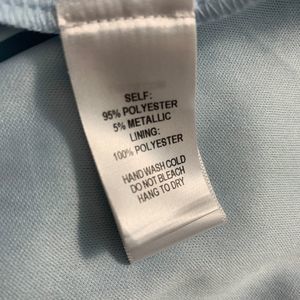 SELF:
95% POLYESTER
5% METALLIC
LINING:
100% POLYESTER
HAND WASH COLD
DO NOT BLEACH
HANG TO DRY